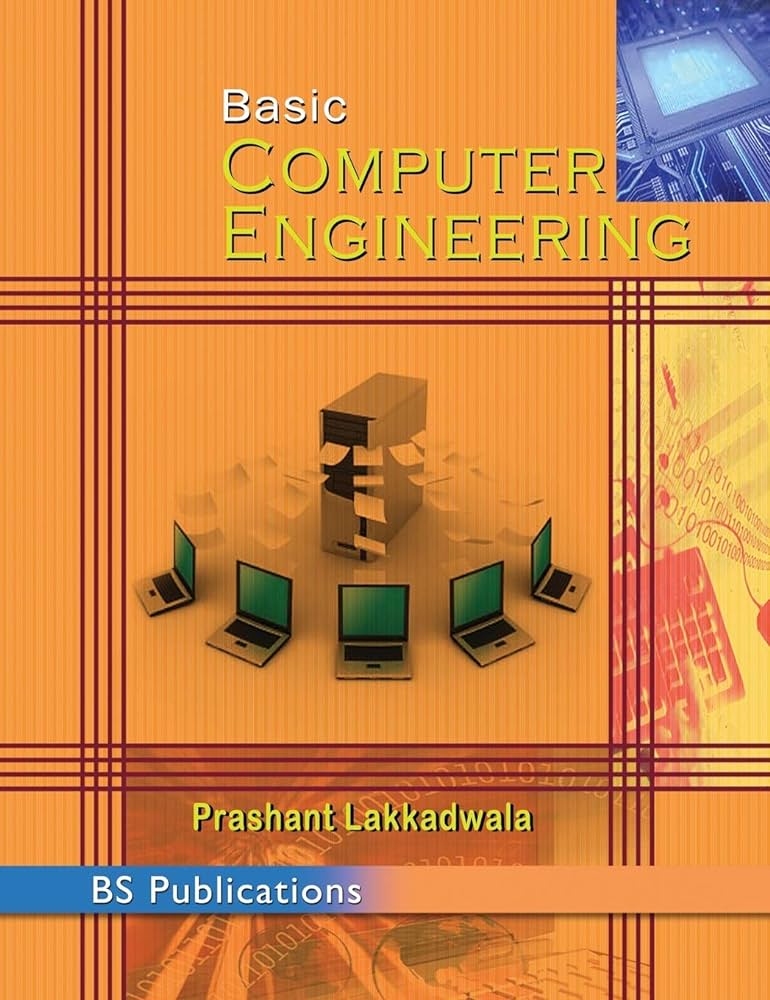 Basic
COMPUTER
ENGINEERING
Prashant Lakkadwala
BS Publications